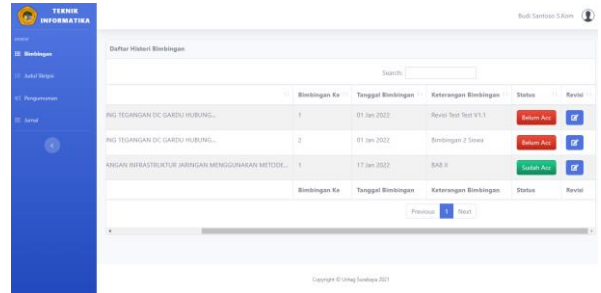 TEKNIK
INFORMATIKA
Budi Santoso S.Kom
Bimbingan
Judul Skripsi
Pengumuman
Jurnal
Daftar Histori Bimbingan
Search:
Bimbingan Ke Tanggal Bimbingan Keterangan Bimbingan Status Revisi
NG TEGANGAN DC GARDU HUBUNG... 1 01 Jan 2022 Revisi Test Test V1.1 Belum Acc
NG TEGANGAN DC GARDU HUBUNG... 2 01 Jan 2022 Bimbingan 2 Siswa Belum Acc
ANGAN INFRASTRUKTUR JARINGAN MENGGUNAKAN METODE... 1 17 Jan 2022 BAB II Sudah Acc
Bimbingan Ke Tanggal Bimbingan Keterangan Bimbingan Status Revisi
Previous 1 Next
Copyright © Untag Surabaya 2021